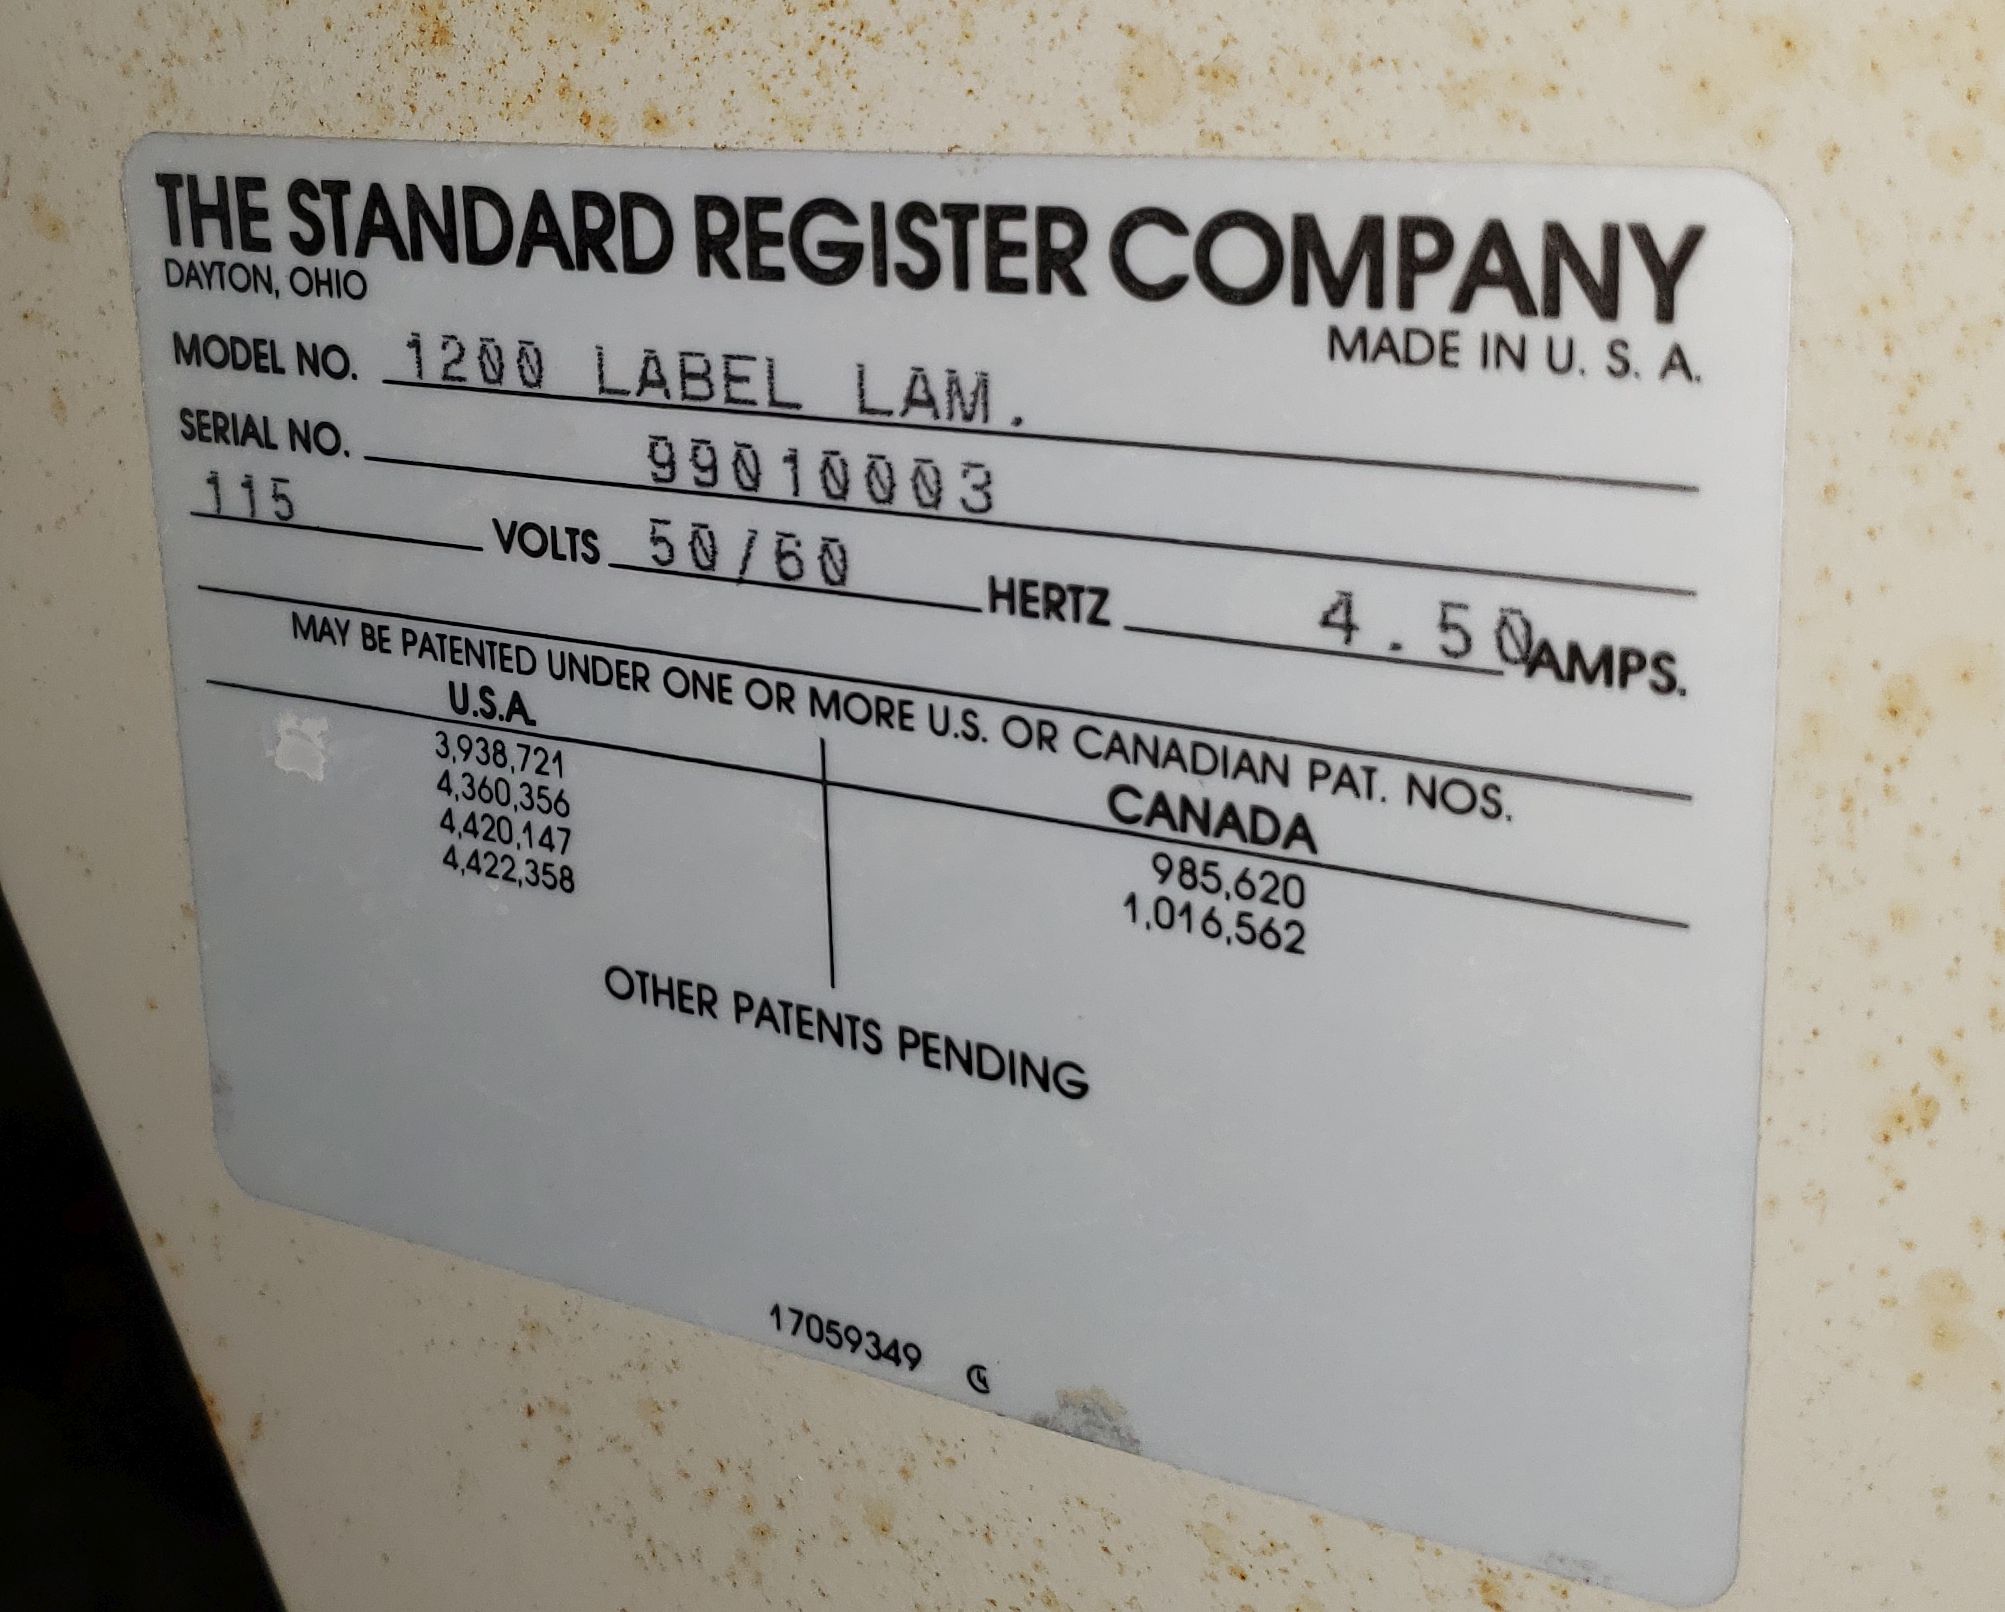 THE STANDARD REGISTER COMPANY
DAYTON, OHIO
MADE IN U. S. A.
MODEL NO. 1200 LABEL LAM.
SERIAL NO. 99010003
115 VOLTS 50/60 HERTZ 4.50 AMPS.
MAY BE PATENTED UNDER ONE OR MORE U.S. OR CANADIAN PAT. NOS.
U.S.A.
3,938,721
4,360,356
4,420,147
4,422,358
CANADA
985,620
1,016,562
OTHER PATENTS PENDING
17059349